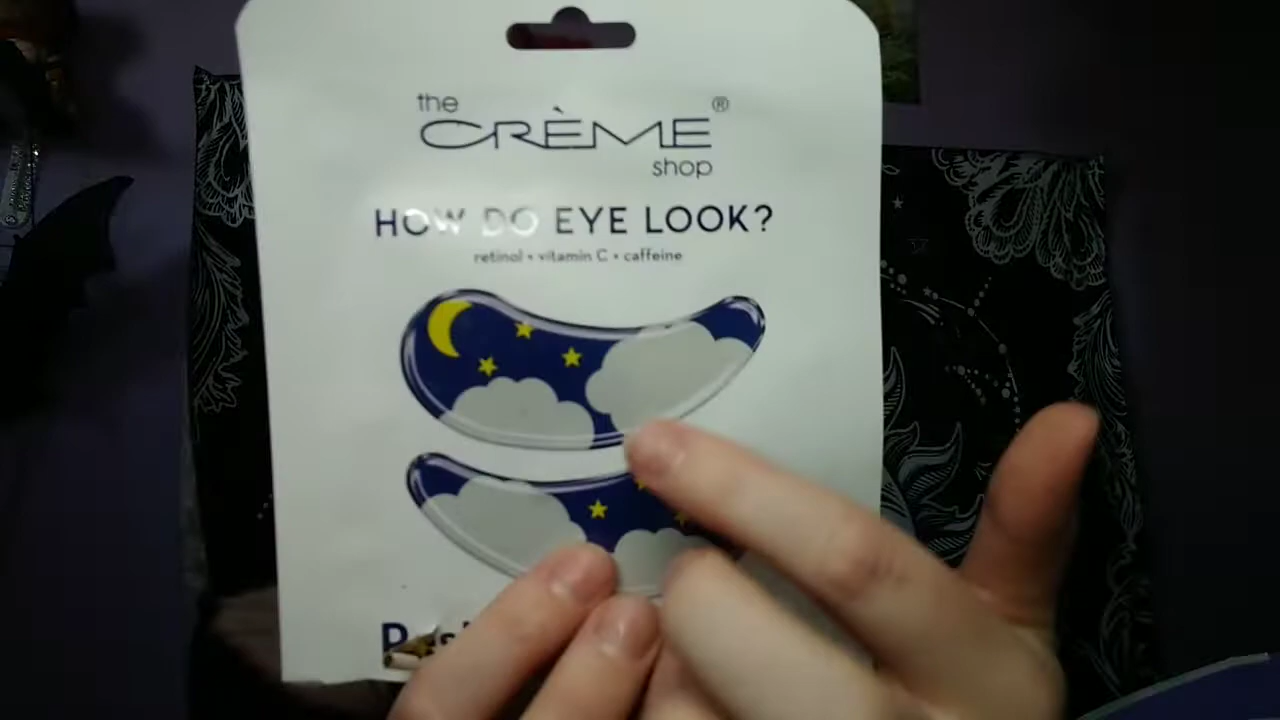 the
CRÈME®
shop
HOW DO EYE LOOK?
retinol • vitamin C • caffeine